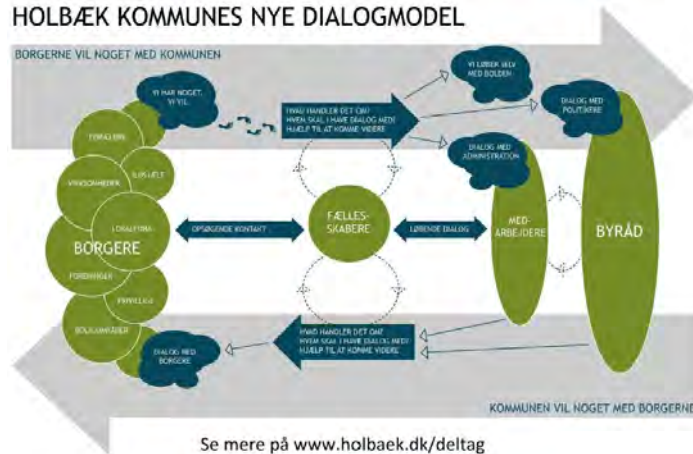 HOLBÆK KOMMUNES NYE DIALOGMODEL
BORGERNE VIL NOGET MED KOMMUNEN
VI HAR NOGET,
VI VIL
HVAD HANDLER DET OM?
HVEM SKAL I HAVE DIALOG MED?
HJÆLP TIL AT KOMME VIDERE
VI LØBER SELV
MED BOLDEN
DIALOG MED
POLITIKERE
DIALOG MED
ADMINISTRATION
FORÆLDRE
ILDSJÆLE
VIRKSOMHEDER
LOKALFORA
BORGERE
FORENINGER
FRIVILLIGE
BOLIGOMRÅDER
OPSØGENDE KONTAKT
FÆLLES-
SKABERE
LØBENDE DIALOG
MED-
ARBEJDERE
BYRÅD
DIALOG MED
BORGERE
HVAD HANDLER DET OM?
HVEM SKAL I HAVE DIALOG MED?
HJÆLP TIL AT KOMME VIDERE
KOMMUNEN VIL NOGET MED BORGERNE
Se mere på www.holbaek.dk/deltag